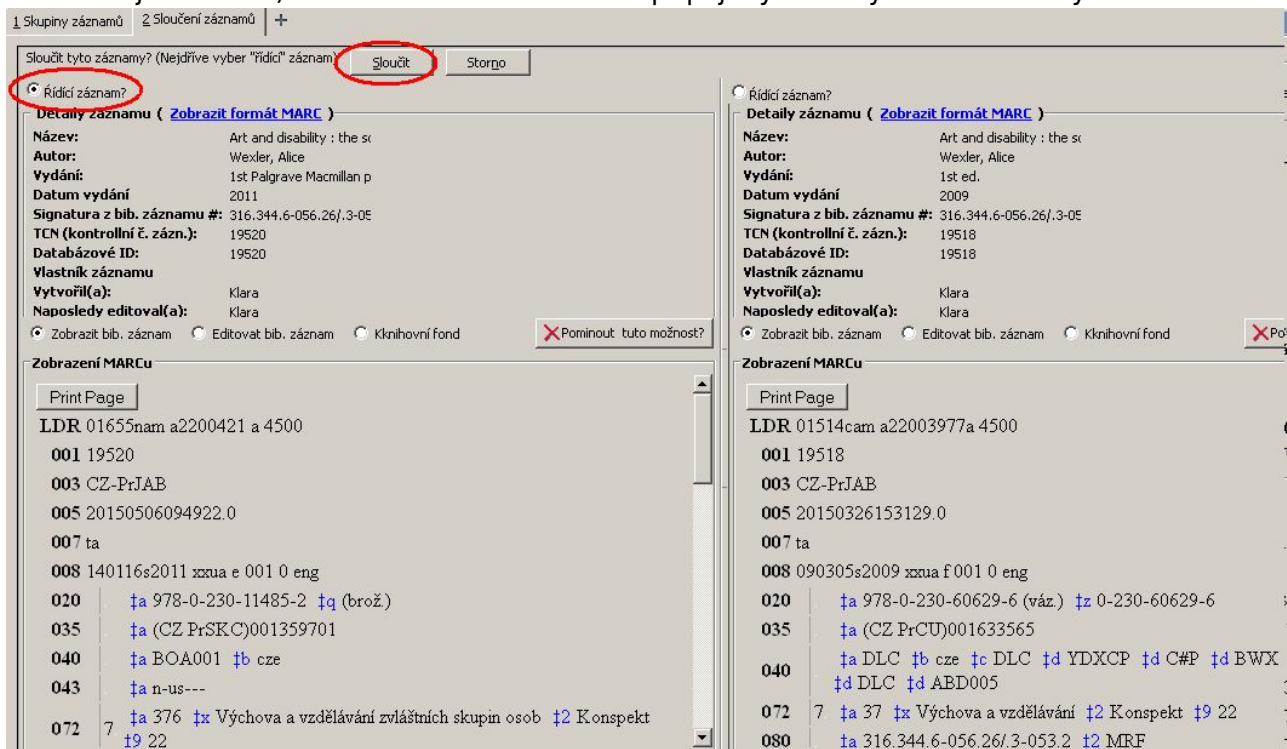 1 Skupiny záznamů 2 Sloučení záznamů +
Sloučit tyto záznamy? (Nejdříve vyber "řídící" záznam) Sloučit Storno
Řídící záznam? Řídící záznam?
Detaily záznamu ( Zobrazit formát MARC ) Detaily záznamu ( Zobrazit formát MARC )
Název: Art and disability : the Název: Art and disability : the
Autor: Wexler, Alice Autor: Wexler, Alice
Vydání: 1st Palgrave Macmillan p Vydání: 1st ed.
Datum vydání 2011 Datum vydání 2009
Signatura z bib. záznamu #: 316.344.6-056.26/.3-05 Signatura z bib. záznamu #: 316.344.6-056.26/.3-05
TCN (kontrollní č. zázn.): 19520 TCN (kontrollní č. zázn.): 19518
Databázové ID: 19520 Databázové ID: 19518
Vlastník záznamu Vlastník záznamu
Vytvořil(a): Klara Vytvořil(a): Klara
Naposledy editoval(a): Klara Naposledy editoval(a): Klara
Zobrazit bib. záznam Editovat bib. záznam Kknihovní fond Pominout tuto možnost? Zobrazit bib. záznam Editovat bib. záznam Kknihovní fond
Zobrazení MARCu Zobrazení MARCu
Print Page Print Page
LDR 01655nam a2200421 a 4500 LDR 01514cam a22003977a 4500
001 19520 001 19518
003 CZ-PrJAB 003 CZ-PrJAB
005 20150506094922.0 005 20150326153129.0
007 ta 007 ta
008 140116s2011 xxua e 001 0 eng 008 090305s2009 xxua f 001 0 eng
020 . ‡a 978-0-230-11485-2 ‡q (brož.) 020 . ‡a 978-0-230-60629-6 (váz.) ‡z 0-230-60629-6
035 . ‡a (CZ PrSKC)001359701 035 . ‡a (CZ PrCU)001633565
040 . ‡a BOA001 ‡b cze 040 . ‡a DLC ‡b cze ‡c DLC ‡d YDXCP ‡d C#P ‡d BWX
‡d DLC ‡d ABD005
043 . ‡a n-us---
072 7 ‡a 376 ‡x Výchova a vzdělávání zvláštních skupin osob ‡2 Konspekt 072 7 ‡a 37 ‡x Výchova a vzdělávání ‡2 Konspekt ‡9 22
‡9 22 080 . ‡a 316.344.6-056.26/.3-053.2 ‡2 MRF